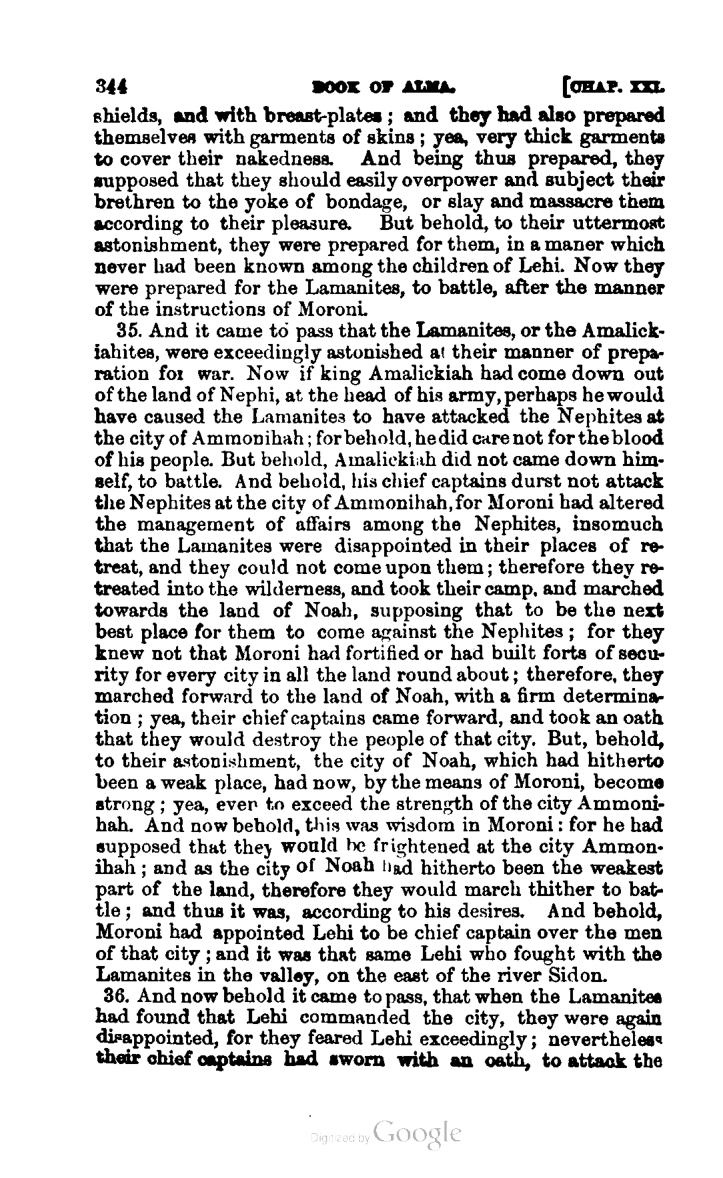 344 BOOK OF ALMA. [CHAP. XXI.
shields, and with breast-plates; and they had also prepared
themselves with garments of skins; yea, very thick garments
to cover their nakedness. And being thus prepared, they
supposed that they should easily overpower and subject their
brethren to the yoke of bondage, or slay and massacre them
according to their pleasure. But behold, to their uttermost
astonishment, they were prepared for them, in a maner which
never had been known among the children of Lehi. Now they
were prepared for the Lamanites, to battle, after the manner
of the instructions of Moroni.
35. And it came to pass that the Lamanites, or the Amalick-
iahites, were exceedingly astonished at their manner of prepa-
ration for war. Now if king Amalickiah had come down out
of the land of Nephi, at the head of his army, perhaps he would
have caused the Lamanites to have attacked the Nephites at
the city of Ammonihah; for behold, he did care not for the blood
of his people. But behold, Amalickiah did not came down him-
self, to battle. And behold, his chief captains durst not attack
the Nephites at the city of Ammonihah, for Moroni had altered
the management of affairs among the Nephites, insomuch
that the Lamanites were disappointed in their places of re-
treat, and they could not come upon them; therefore they re-
treated into the wilderness, and took their camp, and marched
towards the land of Noah, supposing that to be the next
best place for them to come against the Nephites; for they
knew not that Moroni had fortified or had built forts of secu-
rity for every city in all the land round about; therefore, they
marched forward to the land of Noah, with a firm determina-
tion; yea, their chief captains came forward, and took an oath
that they would destroy the people of that city. But, behold,
to their astonishment, the city of Noah, which had hitherto
been a weak place, had now, by the means of Moroni, become
strong; yea, even to exceed the strength of the city Ammoni-
hah. And now behold, this was wisdom in Moroni: for he had
supposed that they would be frightened at the city Ammon-
ihah; and as the city of Noah had hitherto been the weakest
part of the land, therefore they would march thither to bat-
tle; and thus it was, according to his desires. And behold,
Moroni had appointed Lehi to be chief captain over the men
of that city; and it was that same Lehi who fought with the
Lamanites in the valley, on the east of the river Sidon.
36. And now behold it came to pass, that when the Lamanites
had found that Lehi commanded the city, they were again
disappointed, for they feared Lehi exceedingly; nevertheless
their chief captains had sworn with an oath, to attack the
Digitized by Google